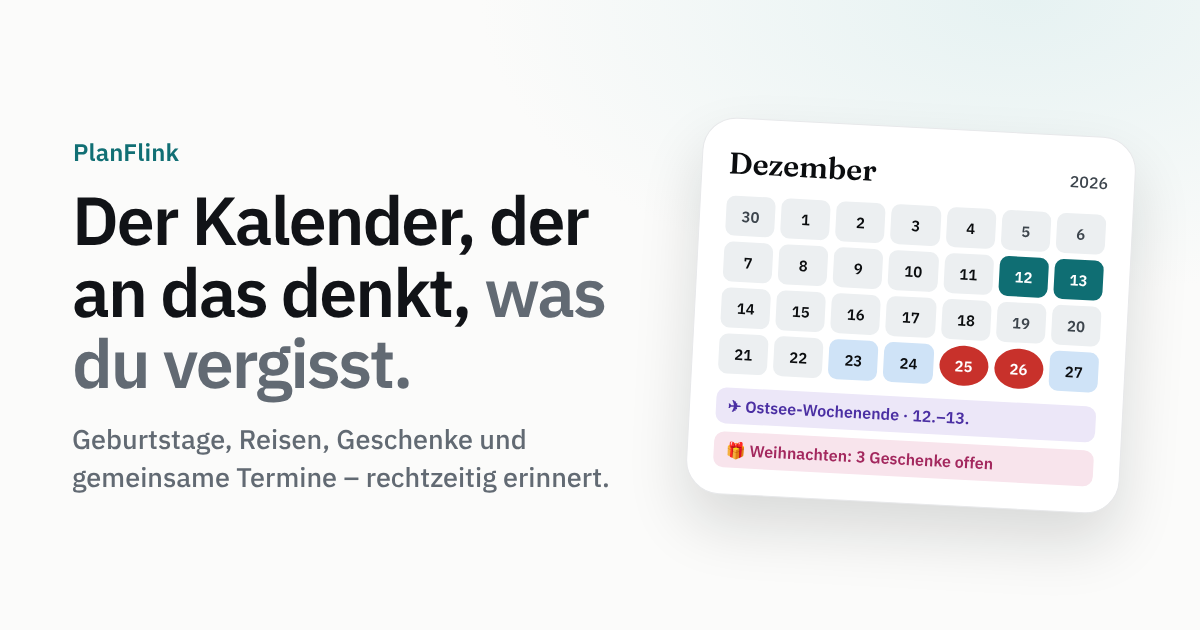 PlanFlink
Der Kalender, der
an das denkt, was
du vergisst.
Geburtstage, Reisen, Geschenke und
gemeinsame Termine – rechtzeitig erinnert.
Dezember 2026
30 1 2 3 4 5 6
7 8 9 10 11 12 13
14 15 16 17 18 19 20
21 22 23 24 25 26 27
✈ Ostsee-Wochenende · 12.–13.
🎁 Weihnachten: 3 Geschenke offen